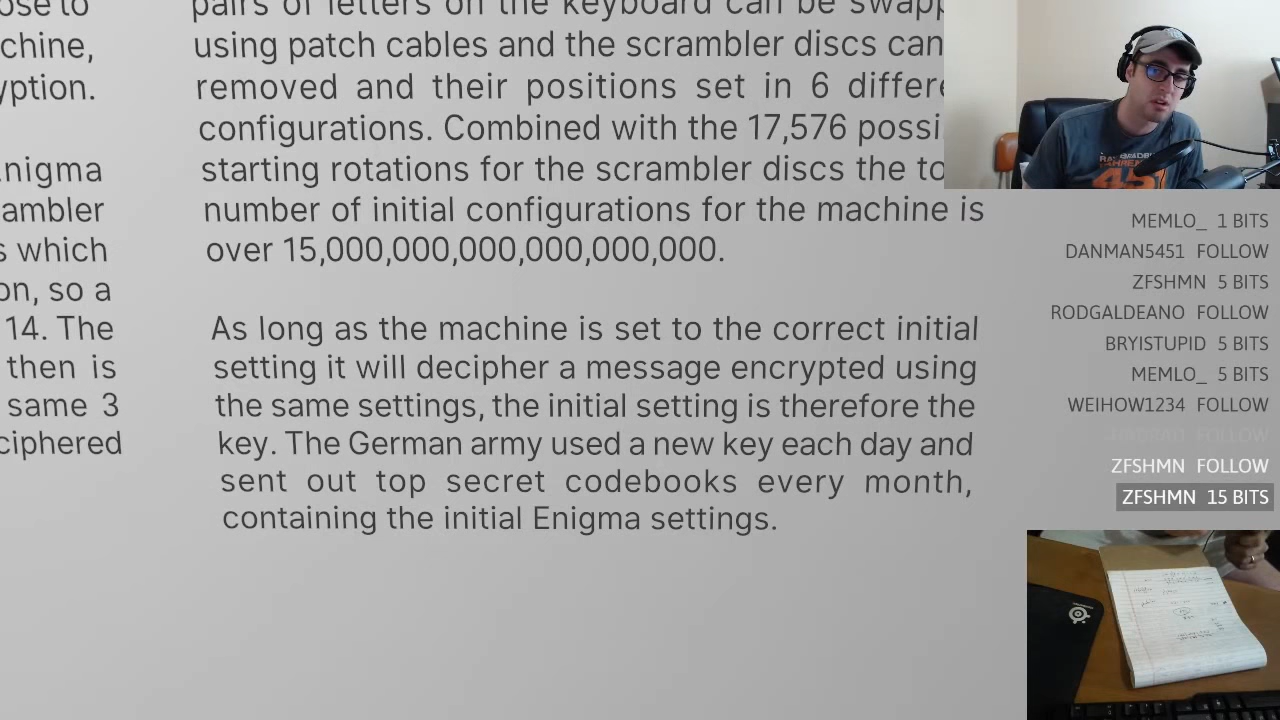 ose to
chine,
yption.
nigma
ambler
s which
on, so a
14. The
then is
same 3
ciphered
pairs of letters on the keyboard can be swapp
using patch cables and the scrambler discs can
removed and their positions set in 6 differe
configurations. Combined with the 17,576 possi
starting rotations for the scrambler discs the to
number of initial configurations for the machine is
over 15,000,000,000,000,000,000.
As long as the machine is set to the correct initial
setting it will decipher a message encrypted using
the same settings, the initial setting is therefore the
key. The German army used a new key each day and
sent out top secret codebooks every month,
containing the initial Enigma settings.
45
MEMLO_ 1 BITS
DANMAN5451 FOLLOW
ZFSHMN 5 BITS
RODGALDEANO FOLLOW
BRYISTUPID 5 BITS
MEMLO_ 5 BITS
WEIHOW1234 FOLLOW
FOLLOW
ZFSHMN FOLLOW
ZFSHMN 15 BITS